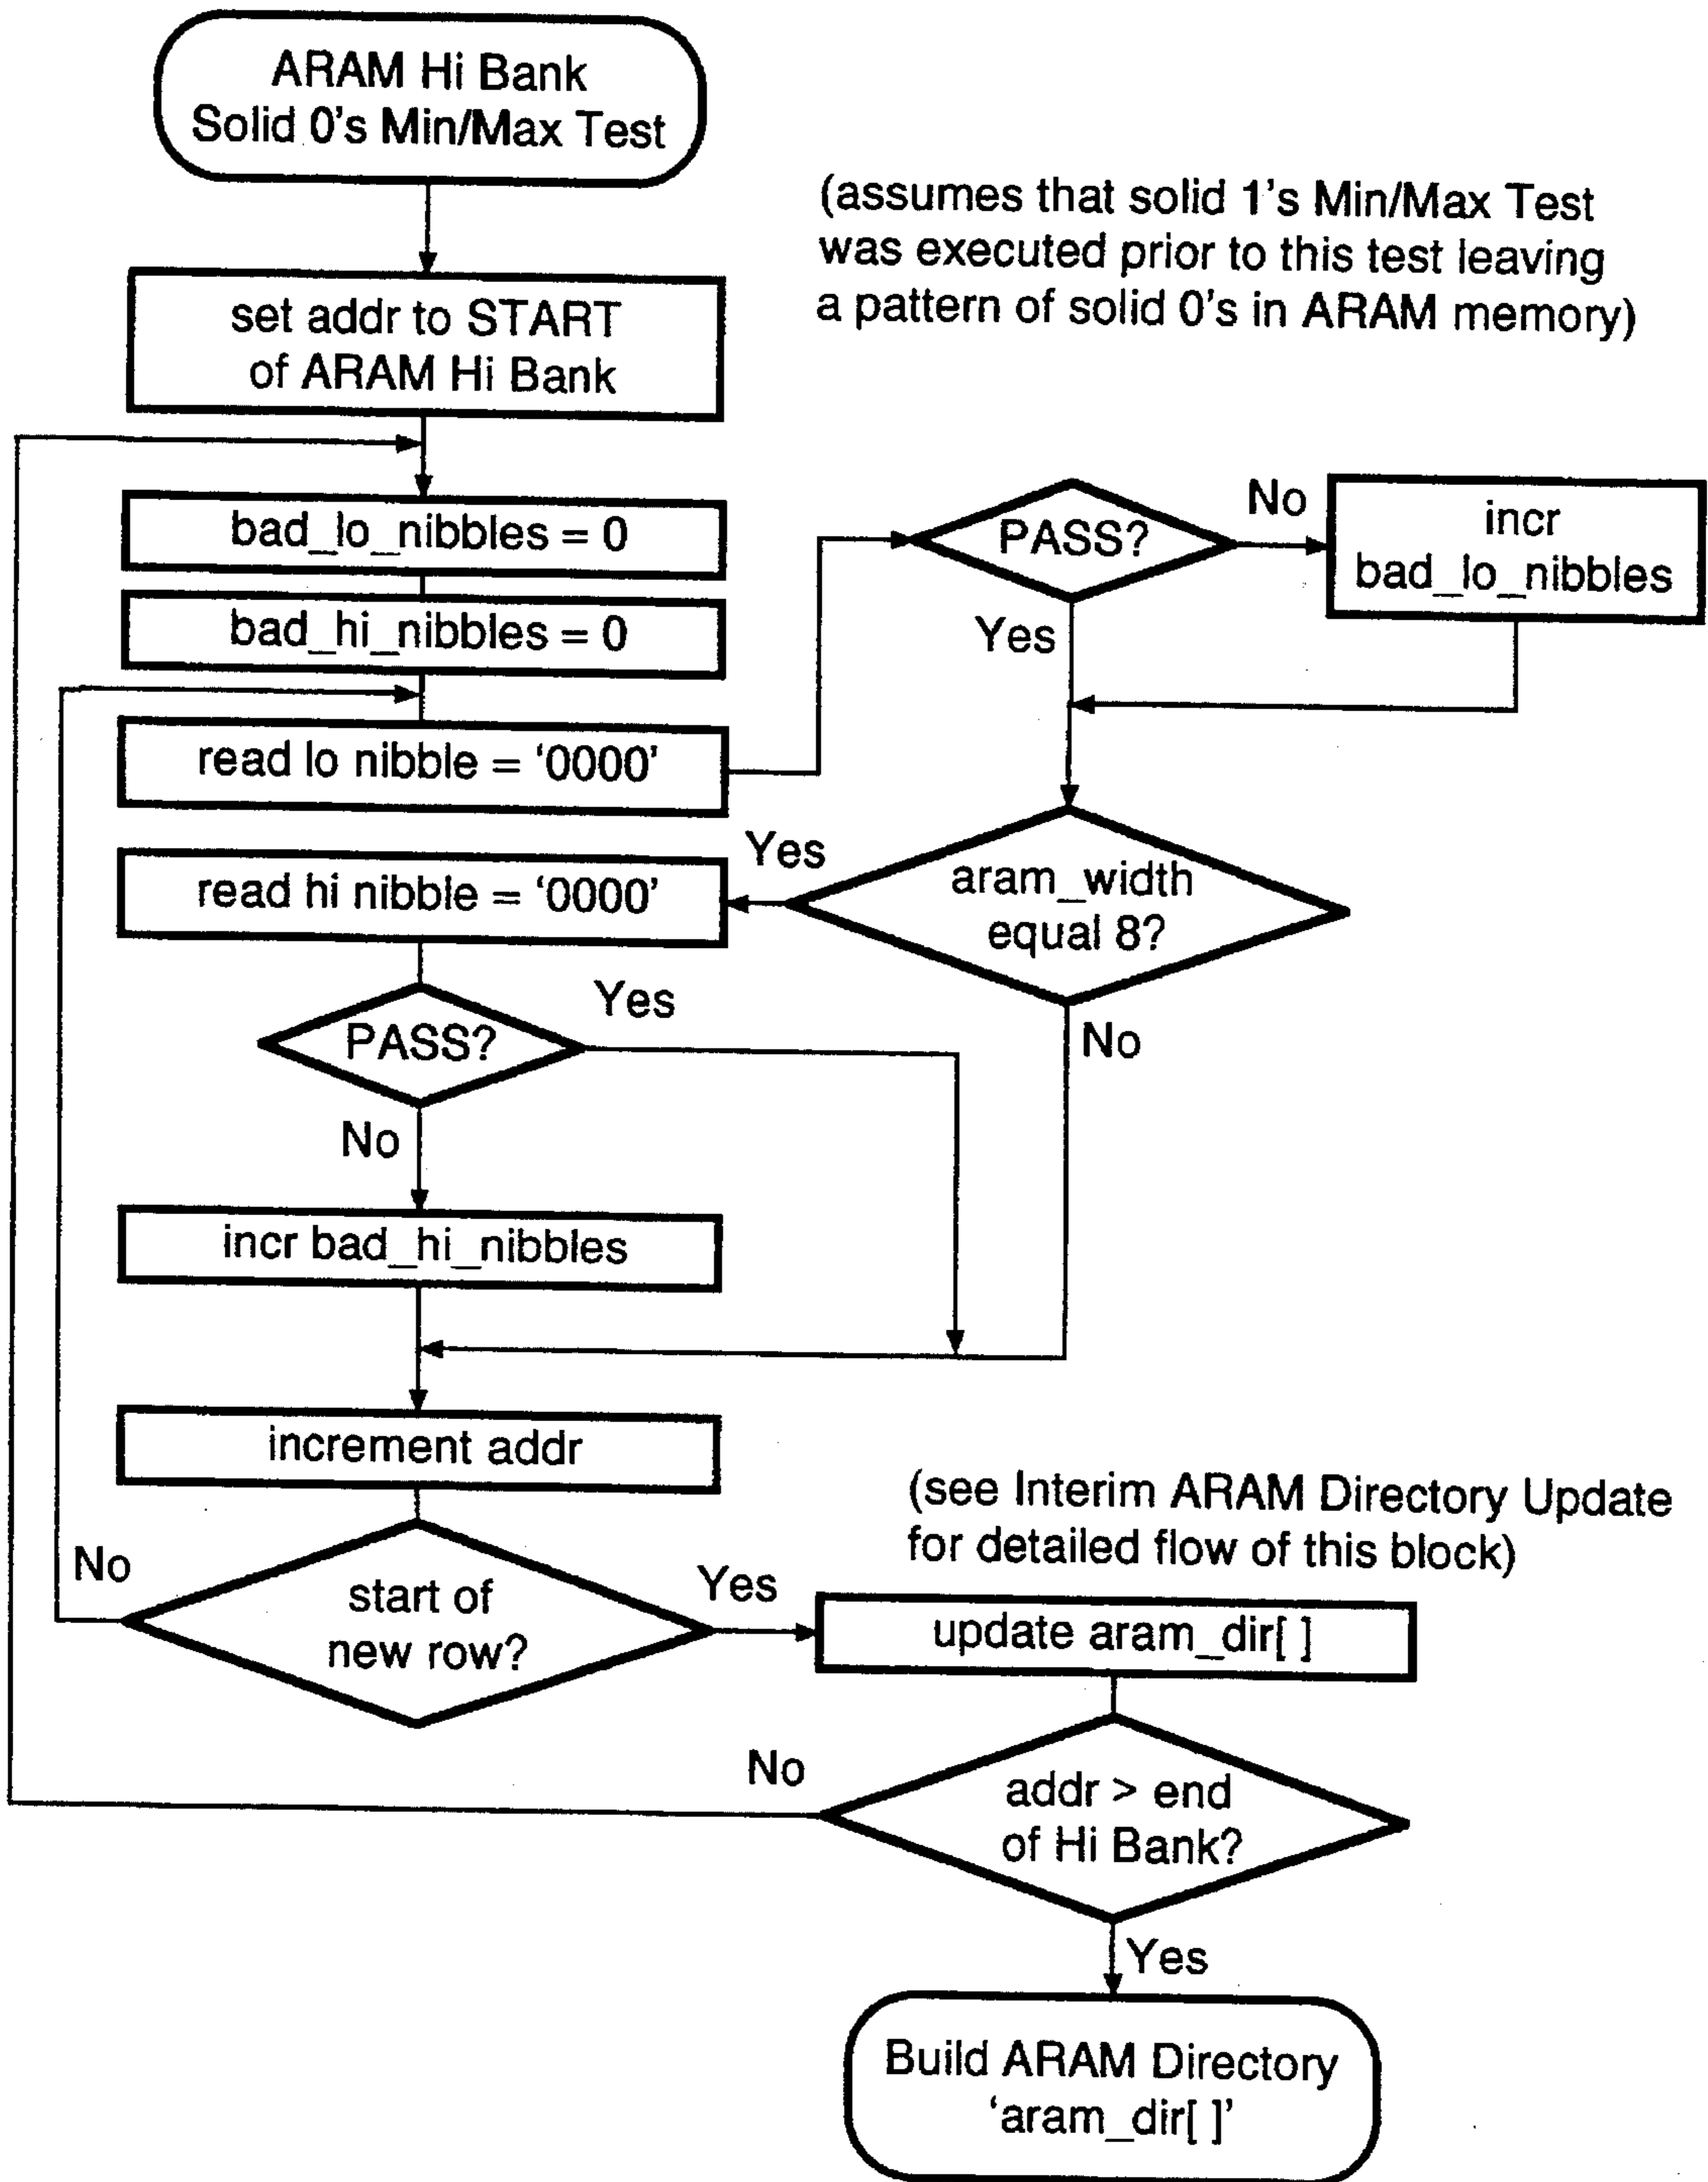 ARAM Hi Bank
Solid 0's Min/Max Test
(assumes that solid 1's Min/Max Test
was executed prior to this test leaving
a pattern of solid 0's in ARAM memory)
set addr to START
of ARAM Hi Bank
bad_lo_nibbles = 0
bad_hi_nibbles = 0
read lo nibble = ‘0000’
PASS?
No
incr
bad_lo_nibbles
Yes
aram_width
equal 8?
Yes
No
read hi nibble = ‘0000’
PASS?
Yes
No
incr bad_hi_nibbles
increment addr
start of
new row?
No
Yes
(see Interim ARAM Directory Update
for detailed flow of this block)
update aram_dir[ ]
addr > end
of Hi Bank?
No
Yes
Build ARAM Directory
‘aram_dir[ ]’